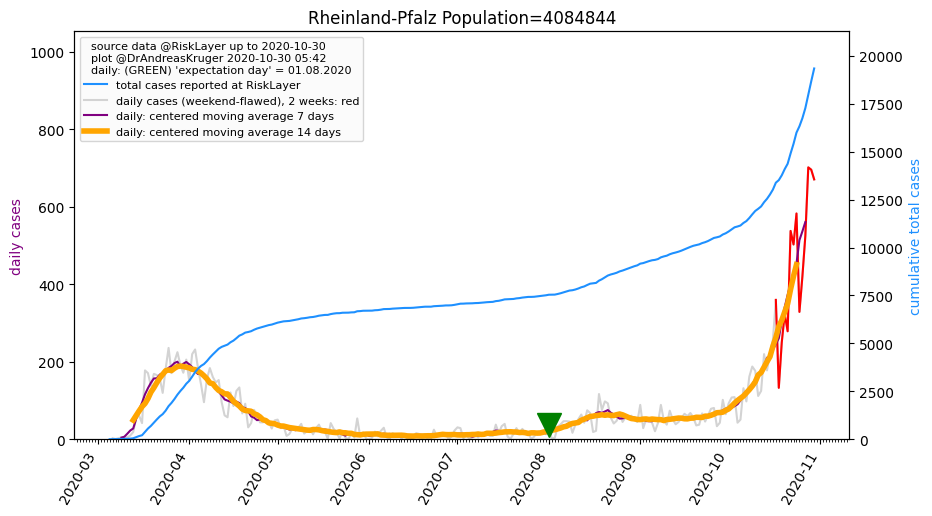 Rheinland-Pfalz Population=4084844
source data @RiskLayer up to 2020-10-30
plot @DrAndreasKruger 2020-10-30 05:42
daily: (GREEN) 'expectation day' = 01.08.2020
total cases reported at RiskLayer
daily cases (weekend-flawed), 2 weeks: red
daily: centered moving average 7 days
daily: centered moving average 14 days
daily cases
1000
800
600
400
200
0
20000
17500
15000
12500
10000
7500
5000
2500
0
cumulative total cases
2020-03
2020-04
2020-05
2020-06
2020-07
2020-08
2020-09
2020-10
2020-11